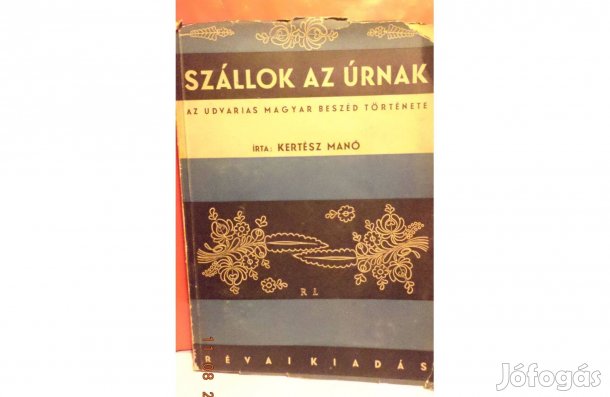 SZÁLLOK AZ ÚRNAK
AZ UDVARIAS MAGYAR BESZÉD TÖRTÉNETE
ÍRTA: KERTÉSZ MANÓ
R L
RÉVAI KIADÁS
Jófogás